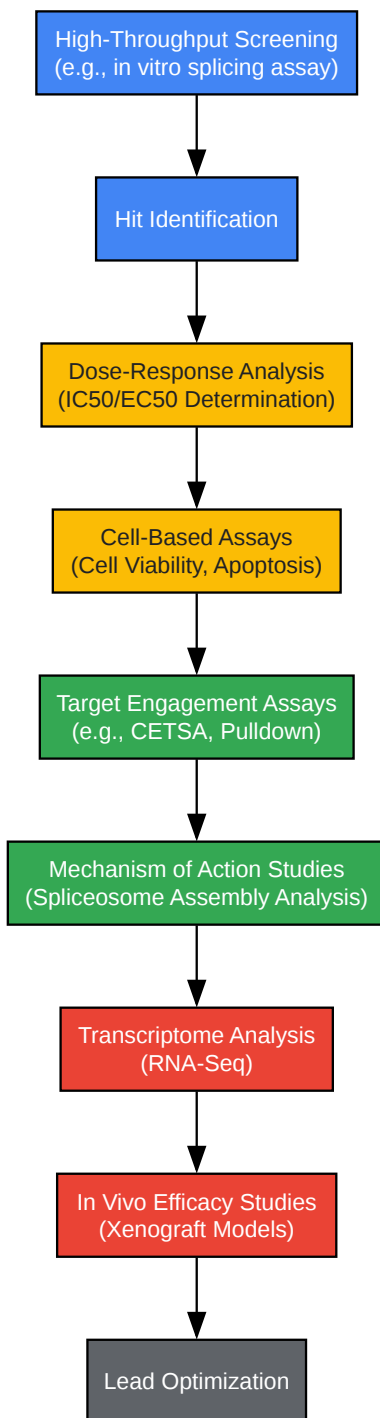 High-Throughput Screening
(e.g., in vitro splicing assay)
Hit Identification
Dose-Response Analysis
(IC50/EC50 Determination)
Cell-Based Assays
(Cell Viability, Apoptosis)
Target Engagement Assays
(e.g., CETSA, Pulldown)
Mechanism of Action Studies
(Spliceosome Assembly Analysis)
Transcriptome Analysis
(RNA-Seq)
In Vivo Efficacy Studies
(Xenograft Models)
Lead Optimization